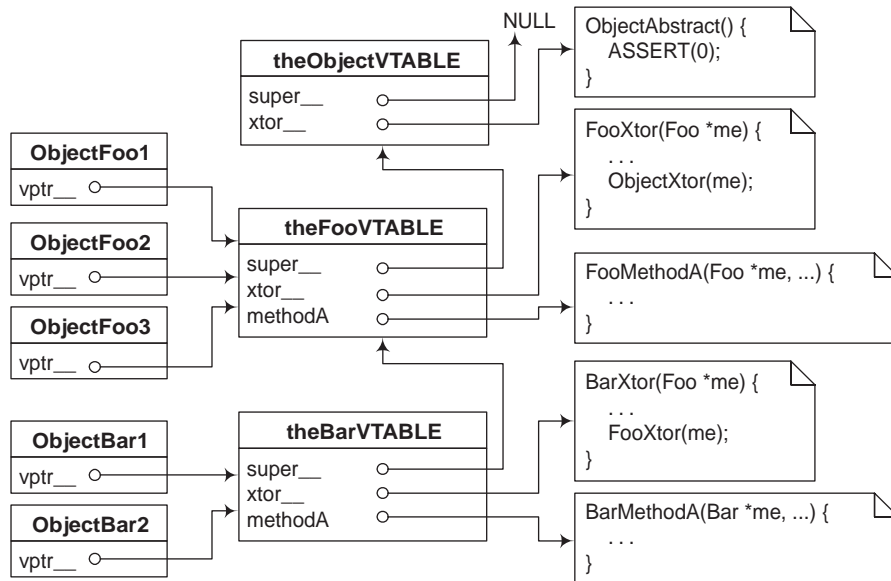 NULL
theObjectVTABLE
super__
xtor__
ObjectAbstract() {
ASSERT(0);
}
ObjectFoo1
vptr__
ObjectFoo2
vptr__
ObjectFoo3
vptr__
theFooVTABLE
super__
xtor__
methodA
FooXtor(Foo *me) {
. . .
ObjectXtor(me);
}
FooMethodA(Foo *me, ...) {
. . .
}
ObjectBar1
vptr__
ObjectBar2
vptr__
theBarVTABLE
super__
xtor__
methodA
BarXtor(Foo *me) {
. . .
FooXtor(me);
}
BarMethodA(Bar *me, ...) {
. . .
}